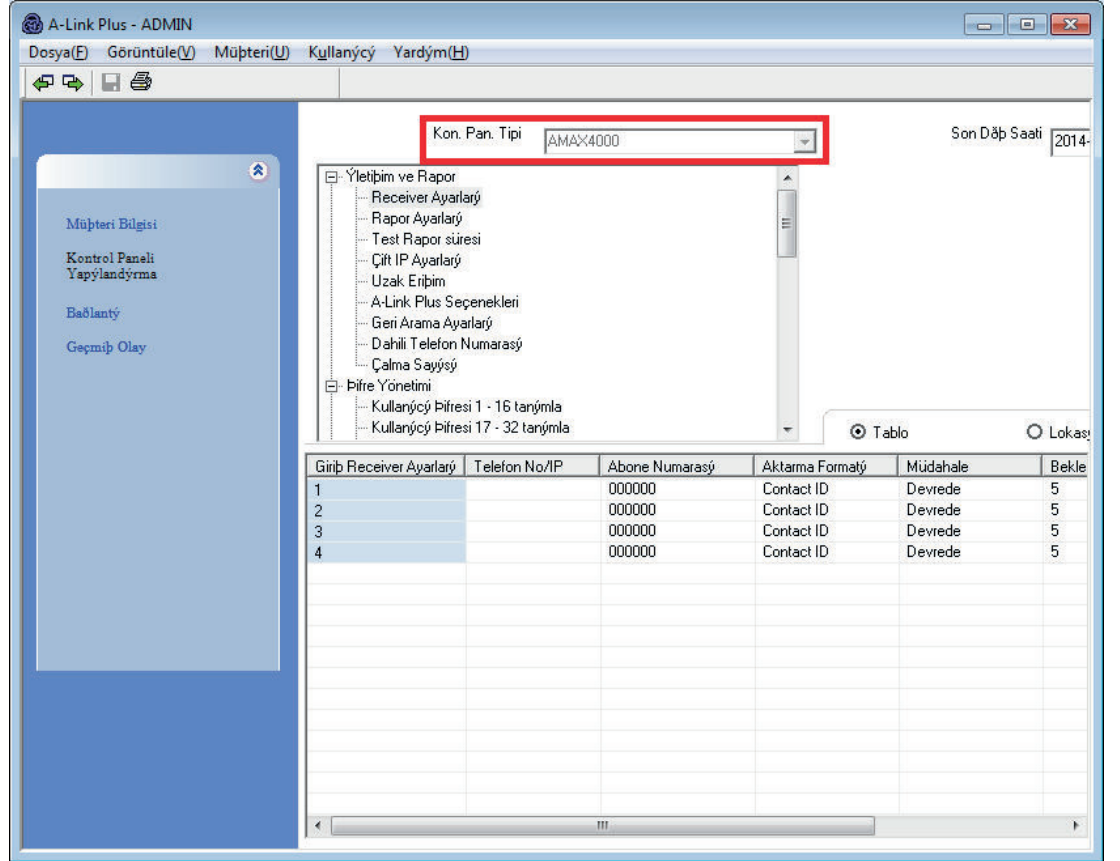 A-Link Plus - ADMIN
Dosya(F) Görüntüle(V) Müþteri(U) Kullanýcý Yardým(H)
Kon. Pan. Tipi AMAX4000 Son Dãþ Saati 2014-
Müþteri Bilgisi
Kontrol Paneli
Yapýlandýrma
Baðlantý
Geçmiþ Olay
Ýletiþim ve Rapor
Receiver Ayarlarý
Rapor Ayarlarý
Test Rapor süresi
Çift IP Ayarlarý
Uzak Eriþim
A-Link Plus Seçenekleri
Geri Arama Ayarlarý
Dahili Telefon Numarasý
Çalma Sayýsý
Þifre Yönetimi
Kullanýcý Þifresi 1 - 16 tanýmla
Kullanýcý Þifresi 17 - 32 tanýmla
Tablo Lokasy
Giriþ Receiver Ayarlarý Telefon No/IP Abone Numarasý Aktarma Formatý Müdahale Bekle
1 000000 Contact ID Devrede 5
2 000000 Contact ID Devrede 5
3 000000 Contact ID Devrede 5
4 000000 Contact ID Devrede 5